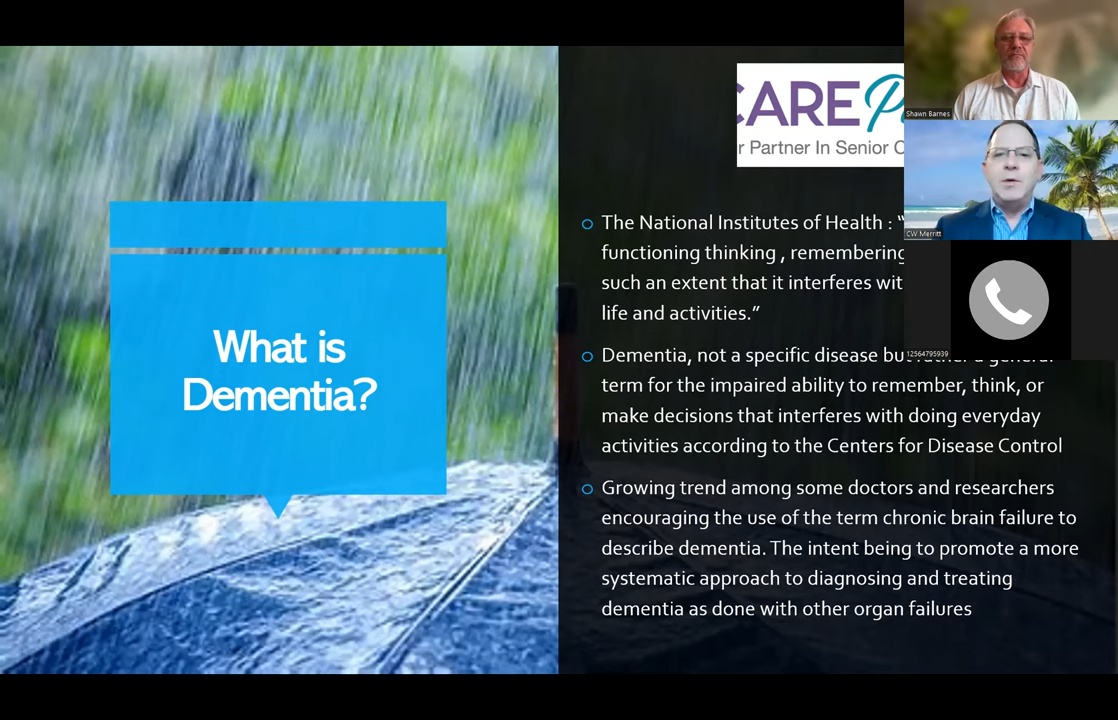 What is
Dementia?
CARE
r Partner In Senior
The National Institutes of Health : “
functioning thinking , remembering
such an extent that it interferes wit
life and activities.”
Dementia, not a specific disease but rather a general
term for the impaired ability to remember, think, or
make decisions that interferes with doing everyday
activities according to the Centers for Disease Control
Growing trend among some doctors and researchers
encouraging the use of the term chronic brain failure to
describe dementia. The intent being to promote a more
systematic approach to diagnosing and treating
dementia as done with other organ failures
Shawn Barnes
CW Merritt
12564795939